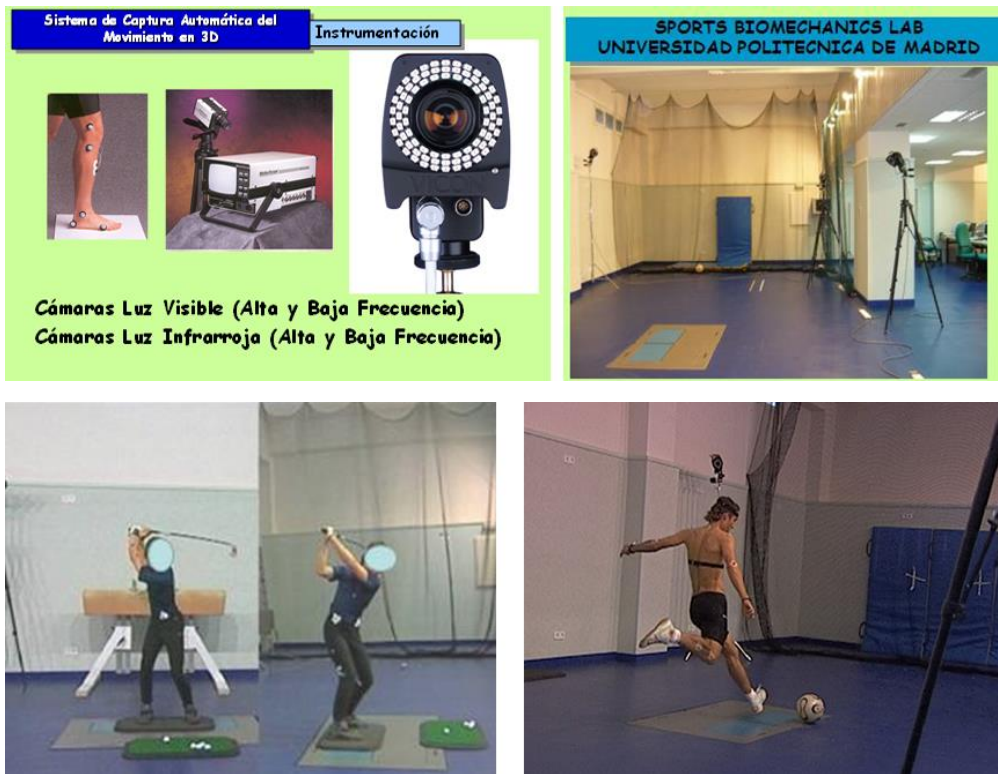 Sistema de Captura Automática del
Movimiento en 3D
Instrumentación
VICON
Cámaras Luz Visible (Alta y Baja Frecuencia)
Cámaras Luz Infrarroja (Alta y Baja Frecuencia)
SPORTS BIOMECHANICS LAB
UNIVERSIDAD POLITECNICA DE MADRID